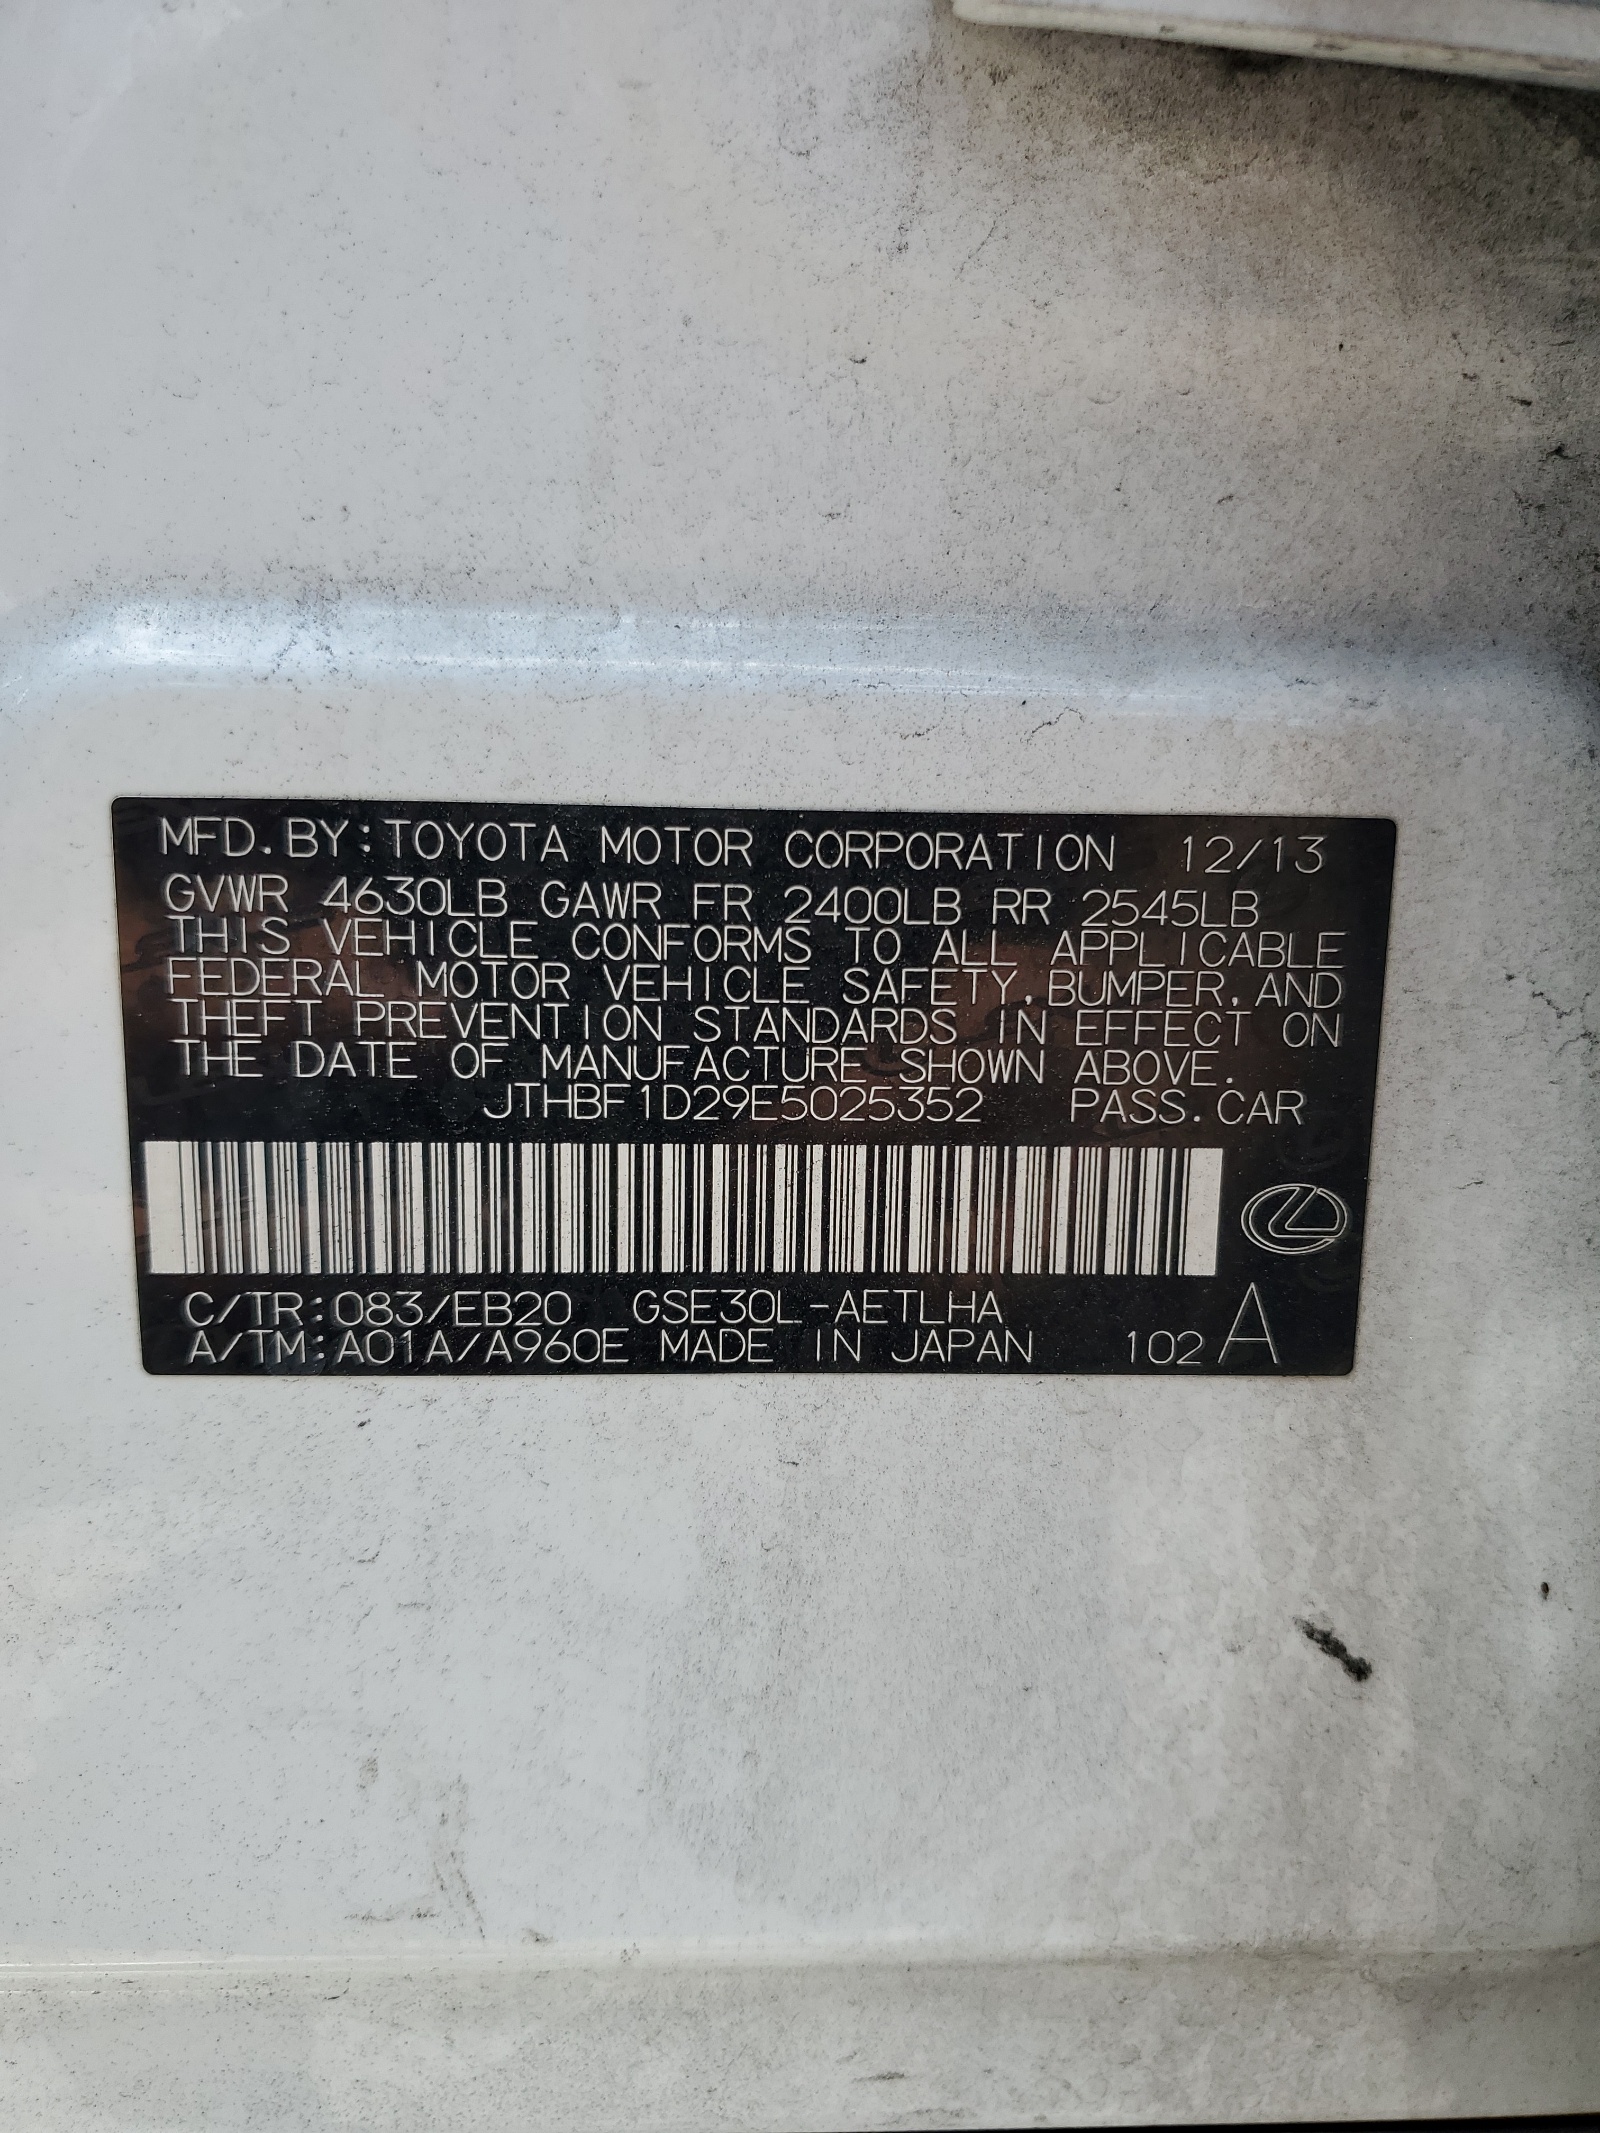 MFD.BY:TOYOTA MOTOR CORPORATION 12/13
GVWR 4630LB GAWR FR 2400LB RR 2545LB
THIS VEHICLE CONFORMS TO ALL APPLICABLE
FEDERAL MOTOR VEHICLE SAFETY, BUMPER, AND
THEFT PREVENTION STANDARDS IN EFFECT ON
THE DATE OF MANUFACTURE SHOWN ABOVE.
JTHBF1D29E5025352 PASS.CAR
C/TR:083/EB20 GSE30L-AETLHA
A/TM:A01A/A960E MADE IN JAPAN 102 A